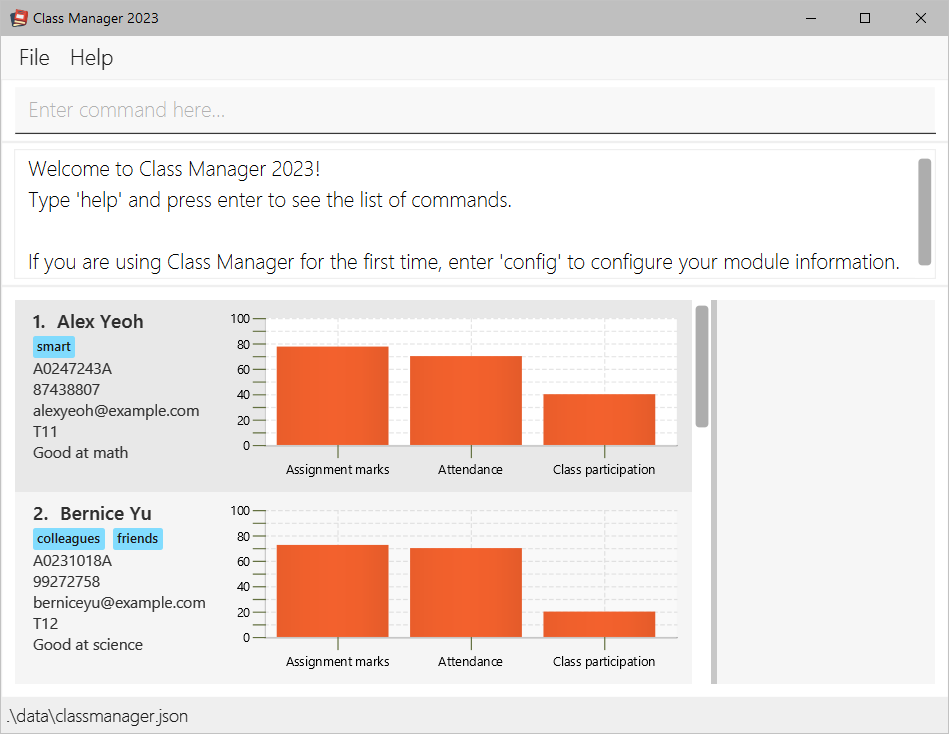 Class Manager 2023
File Help
Enter command here...
Welcome to Class Manager 2023!
Type 'help' and press enter to see the list of commands.
If you are using Class Manager for the first time, enter 'config' to configure your module information.
1. Alex Yeoh
smart
A0247243A
87438807
alexyeoh@example.com
T11
Good at math
100
80
60
40
20
0
Assignment marks Attendance Class participation
2. Bernice Yu
colleagues friends
A0231018A
99272758
berniceyu@example.com
T12
Good at science
100
80
60
40
20
0
Assignment marks Attendance Class participation
.\data\classmanager.json